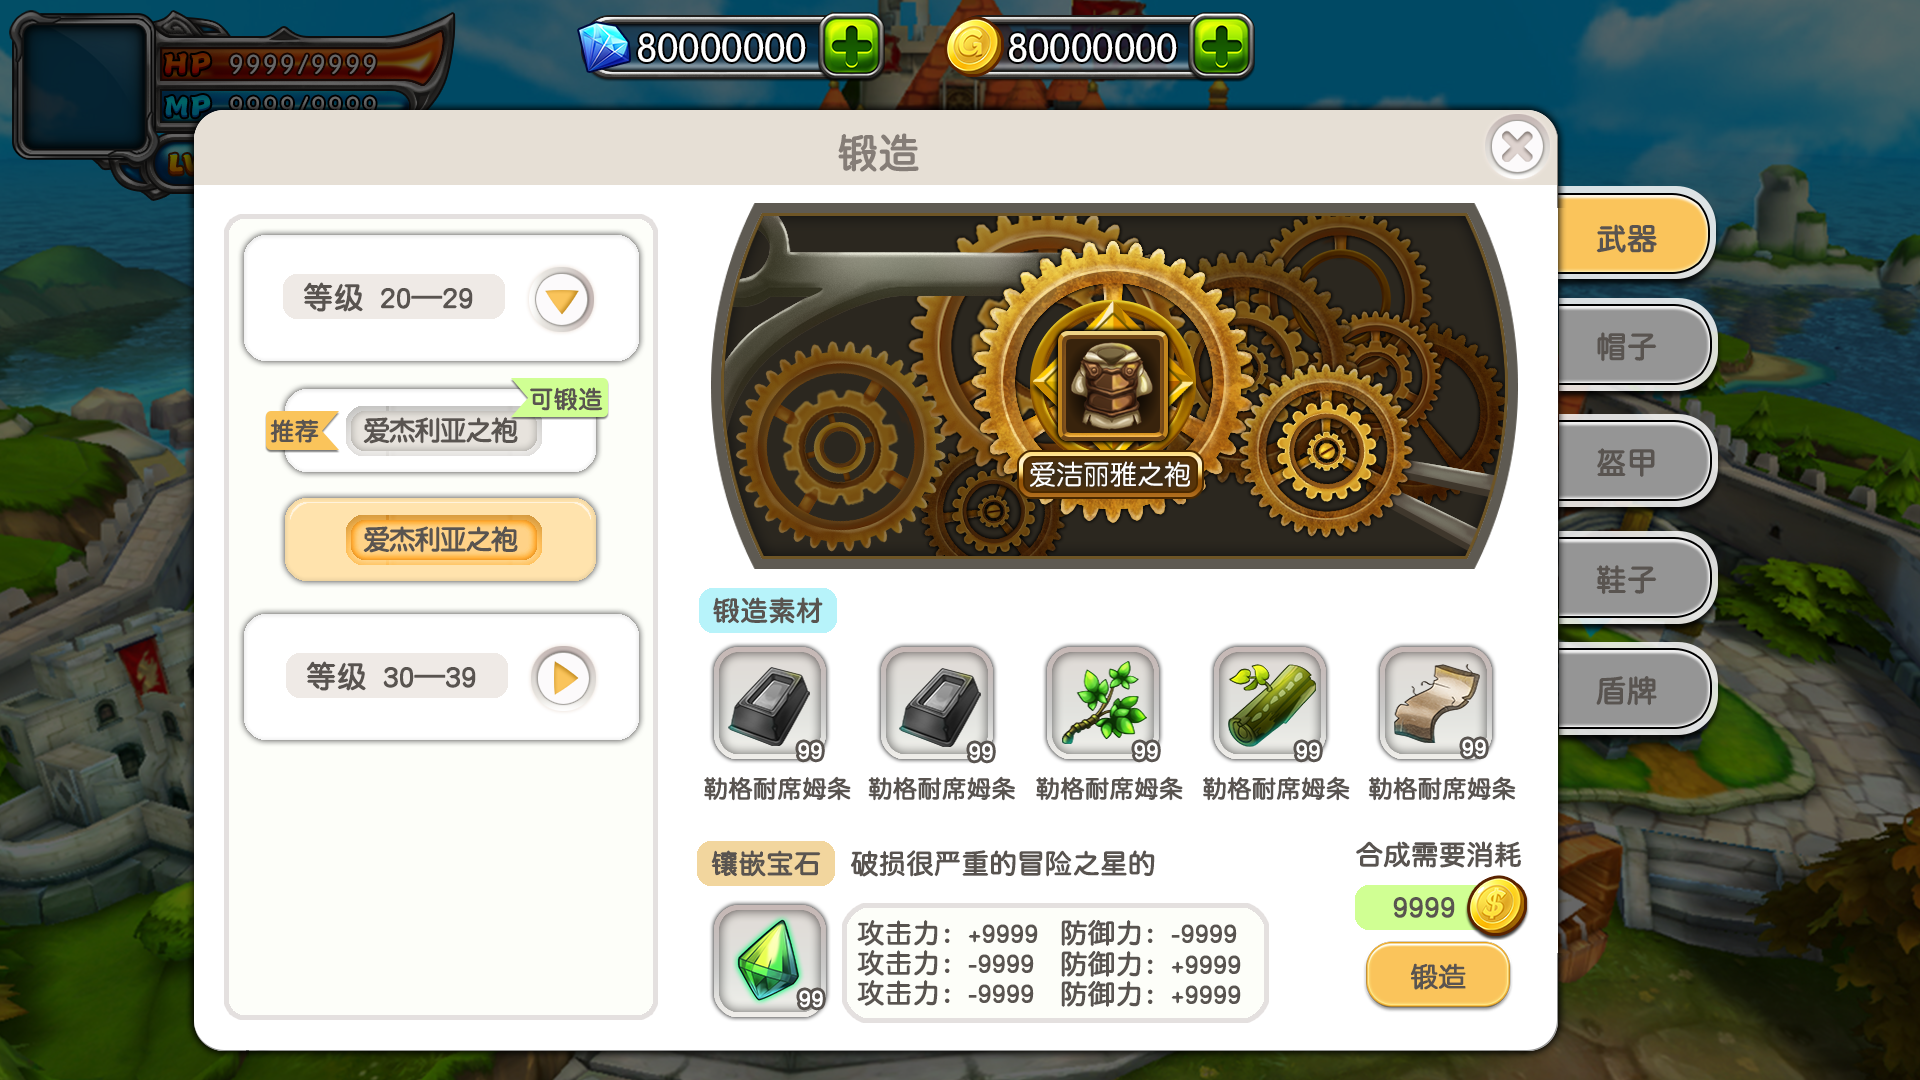 HP 9999/9999
MP 9999/9999
LV
80000000
80000000
锻造
等级 20—29
可锻造
推荐
爱杰利亚之袍
爱杰利亚之袍
等级 30—39
爱洁丽雅之袍
武器
帽子
盔甲
鞋子
盾牌
锻造素材
99
99
99
99
99
勒格耐席姆条
勒格耐席姆条
勒格耐席姆条
勒格耐席姆条
勒格耐席姆条
镶嵌宝石
破损很严重的冒险之星的
99
攻击力：+9999 防御力：-9999
攻击力：-9999 防御力：+9999
攻击力：-9999 防御力：+9999
合成需要消耗
9999
锻造